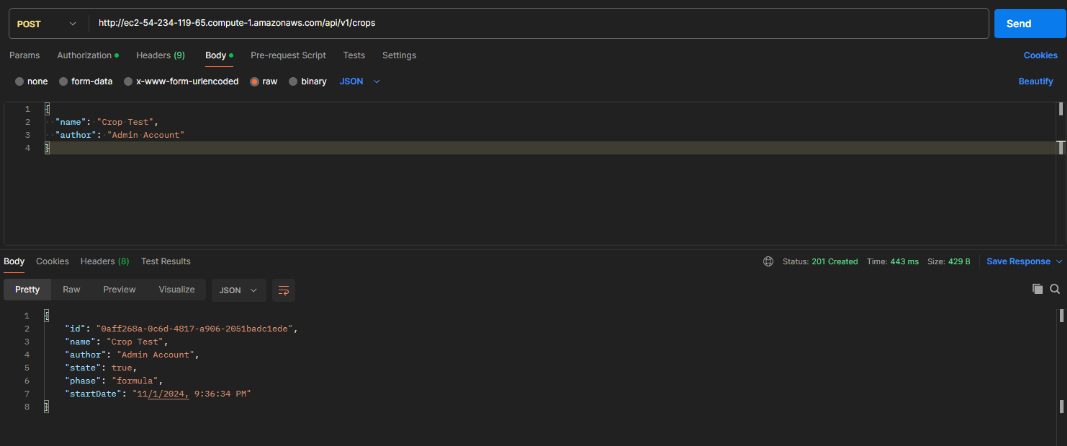 POST http://ec2-54-234-119-65.compute-1.amazonaws.com/api/v1/crops Send
Params Authorization Headers (9) Body Pre-request Script Tests Settings Cookies
none form-data x-www-form-urlencoded raw binary JSON Beautify
1 {
2 "name": "Crop Test",
3 "author": "Admin Account"
4 }
Body Cookies Headers (8) Test Results Status: 201 Created Time: 443 ms Size: 429 B Save Response
Pretty Raw Preview Visualize JSON
1 {
2 "id": "0aff268a-0c6d-4817-a906-2051badc1ede",
3 "name": "Crop Test",
4 "author": "Admin Account",
5 "state": true,
6 "phase": "formula",
7 "startDate": "11/1/2024, 9:36:34 PM"
8 }